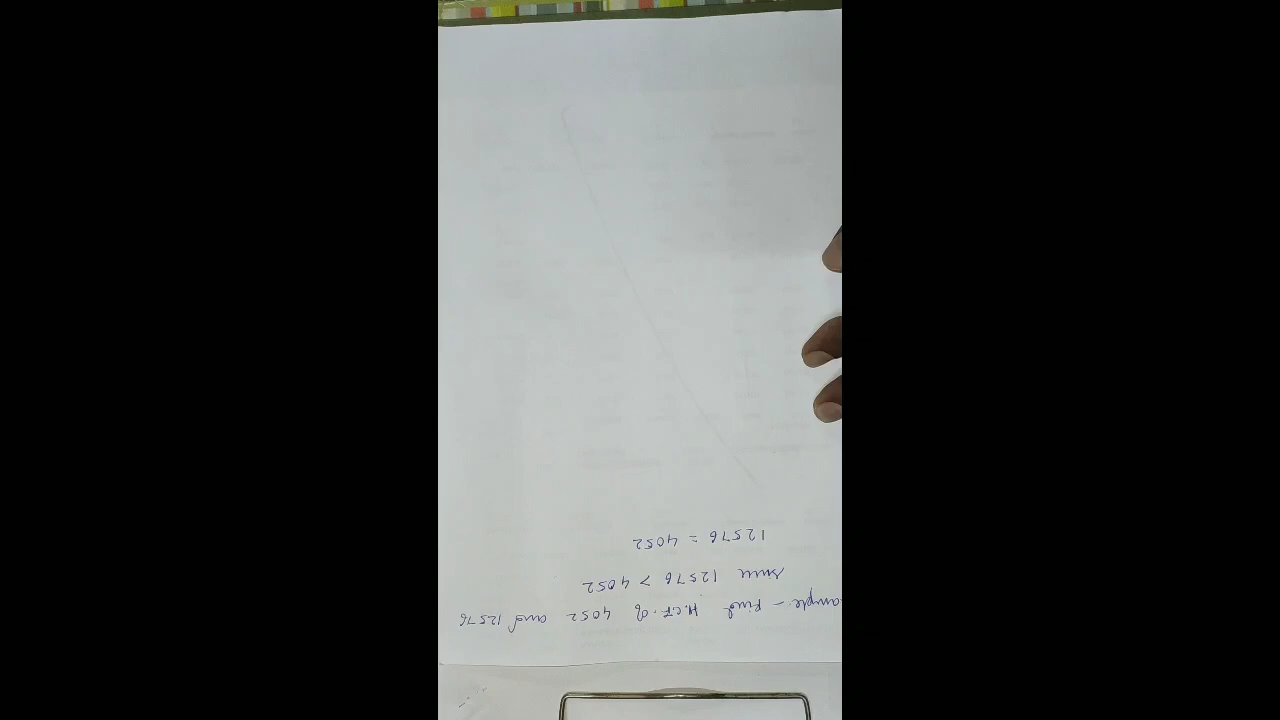 ample - Find H.C.F. of 4052 and 12576
since 12576 > 4052
12576 = 4052